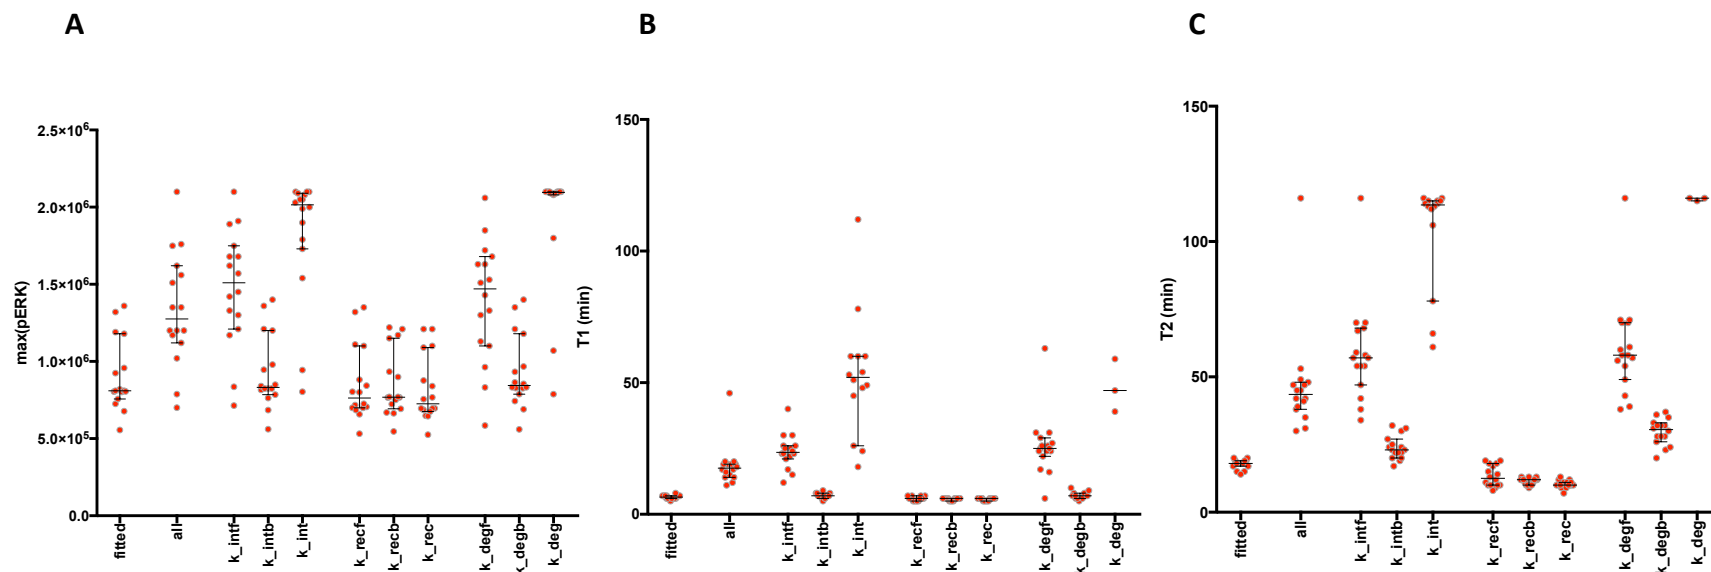 A
B
C
max(pERK)
2.5×10⁶
2.0×10⁶
1.5×10⁶
1.0×10⁶
5.0×10⁵
0.0
fitted
all
k_intf
k_intb
k_int
k_recf
k_recb
k_rec
k_degf
k_degb
k_deg
T1 (min)
150
100
50
0
fitted
all
k_intf
k_intb
k_int
k_recf
k_recb
k_rec
k_degf
k_degb
k_deg
T2 (min)
150
100
50
0
fitted
all
k_intf
k_intb
k_int
k_recf
k_recb
k_rec
k_degf
k_degb
k_deg